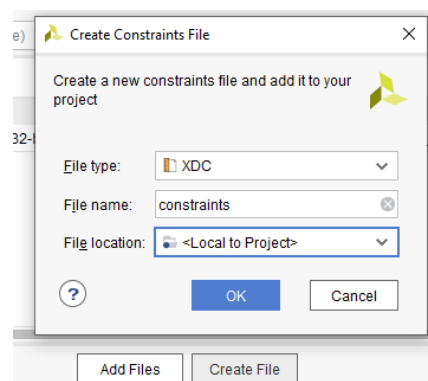 e)
Create Constraints File
Create a new constraints file and add it to your
project
32-
File type:
XDC
File name:
constraints
File location:
<Local to Project>
?
OK
Cancel
Add Files
Create File